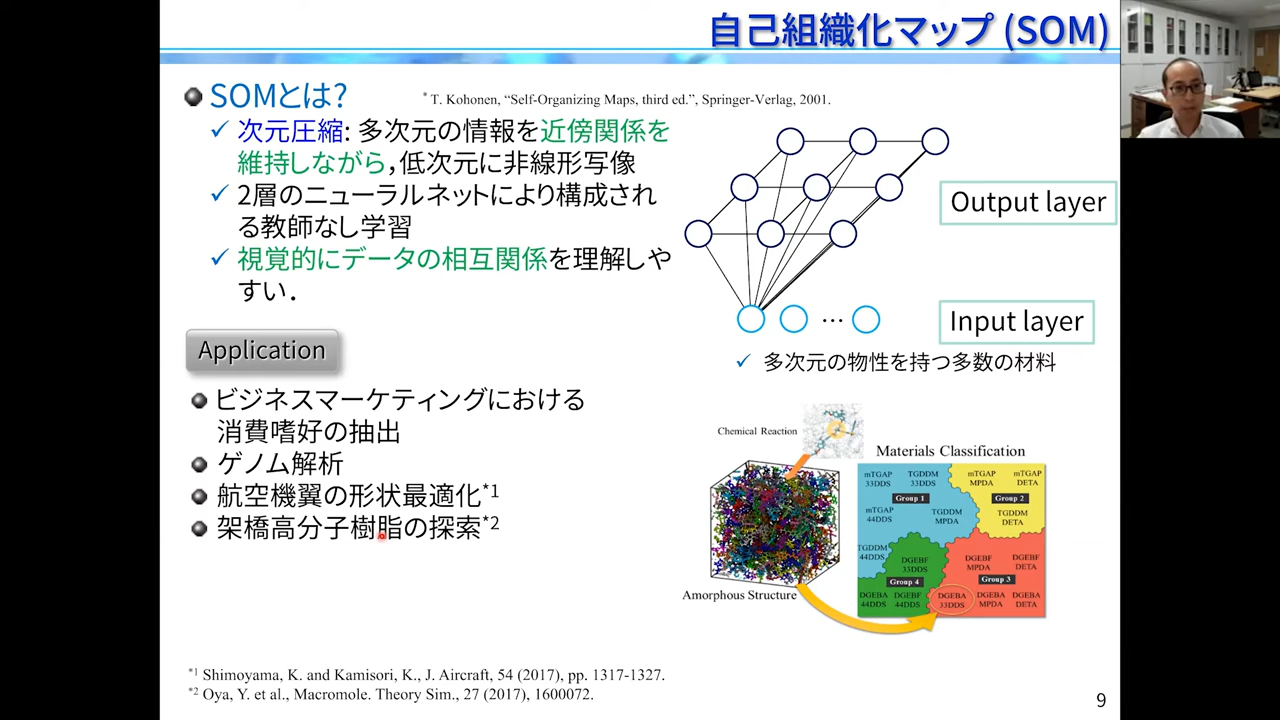 自己組織化マップ (SOM)
SOMとは?
* T. Kohonen, “Self-Organizing Maps, third ed.”, Springer-Verlag, 2001.
✓ 次元圧縮: 多次元の情報を近傍関係を
維持しながら，低次元に非線形写像
✓ 2層のニューラルネットにより構成され
る教師なし学習
✓ 視覚的にデータの相互関係を理解しや
すい．
Output layer
Input layer
…
✓ 多次元の物性を持つ多数の材料
Application
ビジネスマーケティングにおける
消費嗜好の抽出
ゲノム解析
航空機翼の形状最適化*1
架橋高分子樹脂の探索*2
Chemical Reaction
Amorphous Structure
Materials Classification
mTGAP
33DDS
TGDDM
33DDS
Group 1
mTGAP
44DDS
TGDDM
MPDA
TGDDM
44DDS
mTGAP
MPDA
mTGAP
DETA
Group 2
TGDDM
DETA
DGEBF
33DDS
Group 4
DGEBA
44DDS
DGEBF
44DDS
DGEBF
MPDA
DGEBF
DETA
Group 3
DGEBA
33DDS
DGEBA
MPDA
DGEBA
DETA
*1 Shimoyama, K. and Kamisori, K., J. Aircraft, 54 (2017), pp. 1317-1327.
*2 Oya, Y. et al., Macromole. Theory Sim., 27 (2017), 1600072.
9